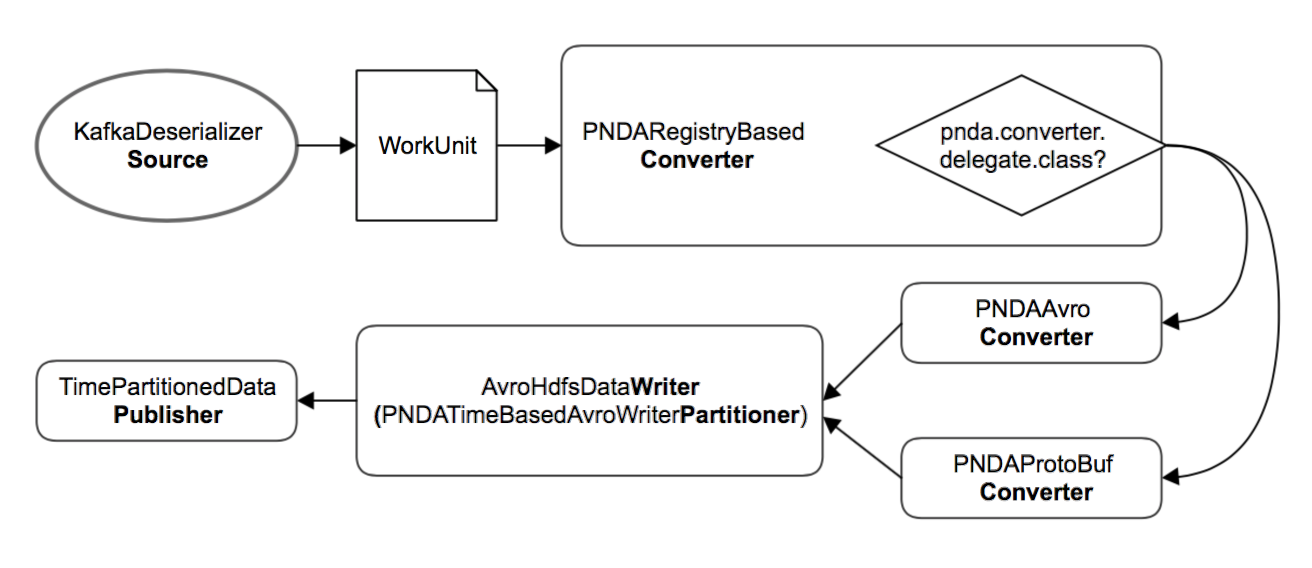 KafkaDeserializer
Source
WorkUnit
PNDARegistryBased
Converter
pnda.converter.
delegate.class?
PNDAAvro
Converter
TimePartitionedData
Publisher
AvroHdfsDataWriter
(PNDATimeBasedAvroWriterPartitioner)
PNDAProtoBuf
Converter